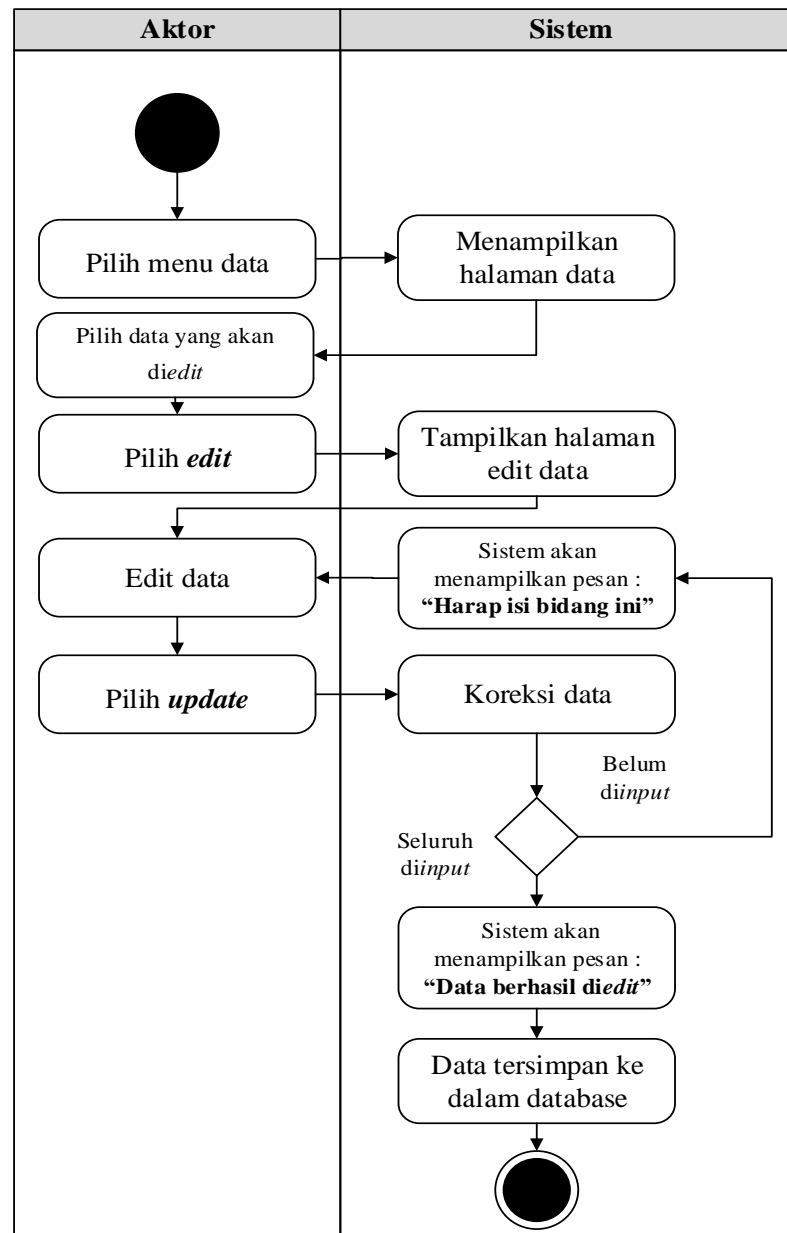 Aktor
Sistem
Pilih menu data
Menampilkan
halaman data
Pilih data yang akan
diedit
Pilih edit
Tampilkan halaman
edit data
Edit data
Sistem akan
menampilkan pesan :
“Harap isi bidang ini”
Pilih update
Koreksi data
Belum
diinput
Seluruh
diinput
Sistem akan
menampilkan pesan :
“Data berhasil diedit”
Data tersimpan ke
dalam database